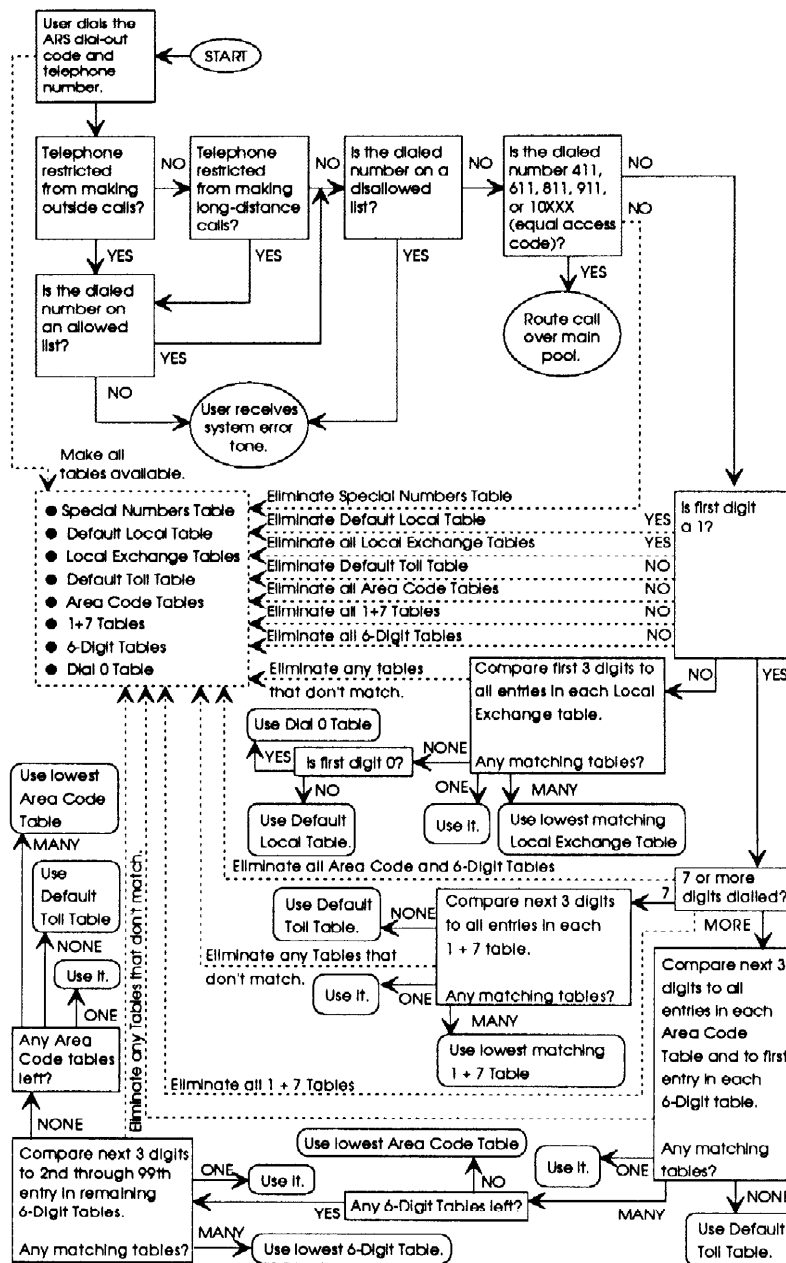 User dials the
ARS dial-out
code and
telephone
number.
START
Telephone
restricted
from making
outside calls?
NO
Telephone
restricted
from making
long-distance
calls?
NO
Is the dialed
number on a
disallowed
list?
NO
Is the dialed
number 411,
611, 811, 911,
or 10XXX
(equal access
code)?
NO
NO
YES
YES
YES
YES
Is the dialed
number on
an allowed
list?
YES
NO
Route call
over main
pool.
User receives
system error
tone.
Make all
tables available.
● Special Numbers Table
● Default Local Table
● Local Exchange Tables
● Default Toll Table
● Area Code Tables
● 1+7 Tables
● 6-Digit Tables
● Dial 0 Table
Eliminate Special Numbers Table
Eliminate Default Local Table YES
Eliminate all Local Exchange Tables YES
Eliminate Default Toll Table NO
Eliminate all Area Code Tables NO
Eliminate all 1+7 Tables NO
Eliminate all 6-Digit Tables NO
Is first digit
a 1?
NO
YES
Eliminate any tables
that don't match.
Compare first 3 digits to
all entries in each Local
Exchange table.
Any matching tables?
Use Dial 0 Table
YES
Is first digit 0?
NONE
NO
Use Default
Local Table.
ONE
Use It.
MANY
Use lowest matching
Local Exchange Table
Eliminate all Area Code and 6-Digit Tables
7 or more
digits dialled?
7
MORE
Use Default
Toll Table.
NONE
Compare next 3 digits
to all entries in each
1 + 7 table.
Any matching tables?
Eliminate any Tables that
don't match.
Use It.
ONE
MANY
Use lowest matching
1 + 7 Table
Eliminate all 1 + 7 Tables
Compare next 3
digits to all
entries in each
Area Code
Table and to first
entry in each
6-Digit table.
Any matching
tables?
Use It.
ONE
NONE
Use Default
Toll Table.
MANY
Any 6-Digit Tables left?
NO
Use lowest Area Code Table
YES
Compare next 3 digits
to 2nd through 99th
entry in remaining
6-Digit Tables.
Any matching tables?
ONE
Use It.
MANY
Use lowest 6-Digit Table.
NONE
Any Area
Code tables
left?
ONE
Use It.
NONE
Use
Default
Toll Table
MANY
Use lowest
Area Code
Table
Eliminate any Tables that don't match.